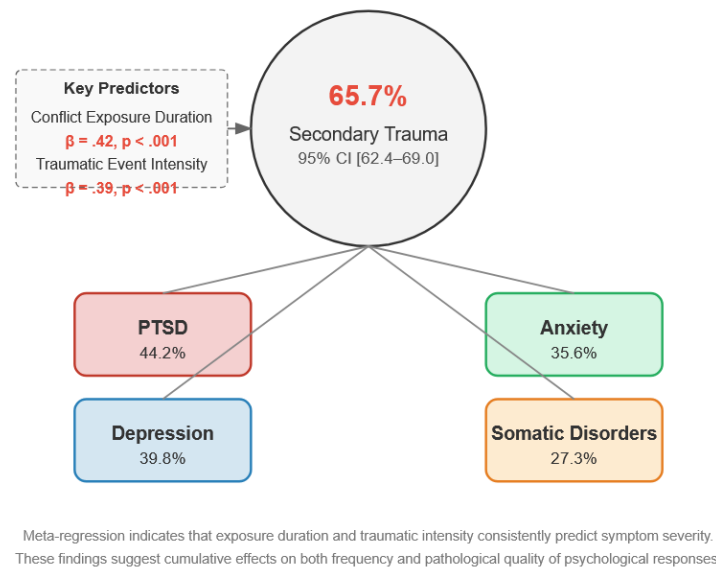 Key Predictors
Conflict Exposure Duration
β = .42, p < .001
Traumatic Event Intensity
β = .39, p < .001
65.7%
Secondary Trauma
95% CI [62.4–69.0]
PTSD
44.2%
Anxiety
35.6%
Depression
39.8%
Somatic Disorders
27.3%
Meta-regression indicates that exposure duration and traumatic intensity consistently predict symptom severity.
These findings suggest cumulative effects on both frequency and pathological quality of psychological responses